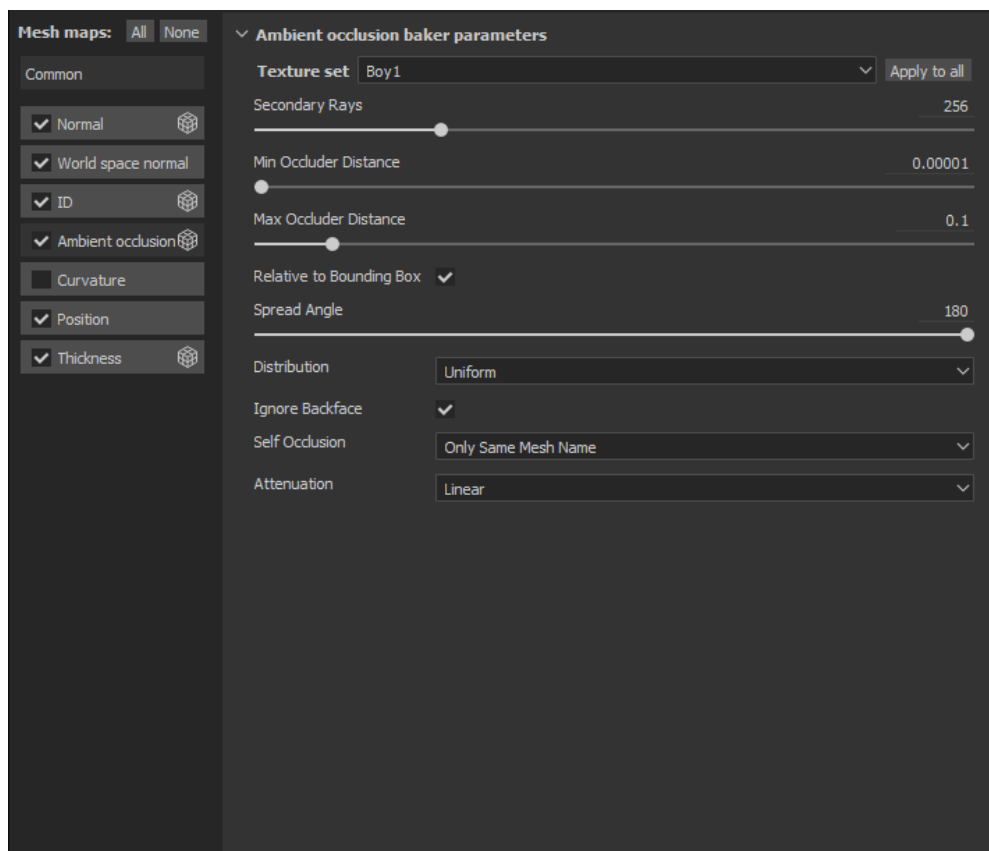 Mesh maps: All None
Common
Normal
World space normal
ID
Ambient occlusion
Curvature
Position
Thickness
Ambient occlusion baker parameters
Texture set Boy1 Apply to all
Secondary Rays 256
Min Occluder Distance 0.00001
Max Occluder Distance 0.1
Relative to Bounding Box
Spread Angle 180
Distribution Uniform
Ignore Backface
Self Occlusion Only Same Mesh Name
Attenuation Linear